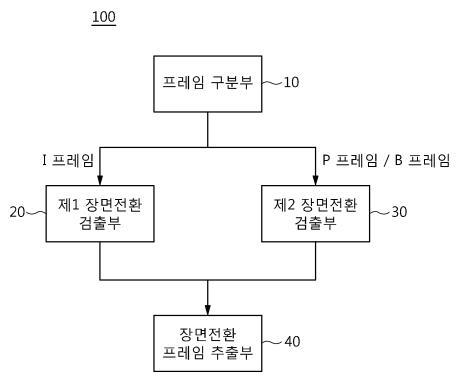 100
프레임 구분부
10
I 프레임
P 프레임 / B 프레임
20
제1 장면전환
검출부
제2 장면전환
검출부
30
장면전환
프레임 추출부
40